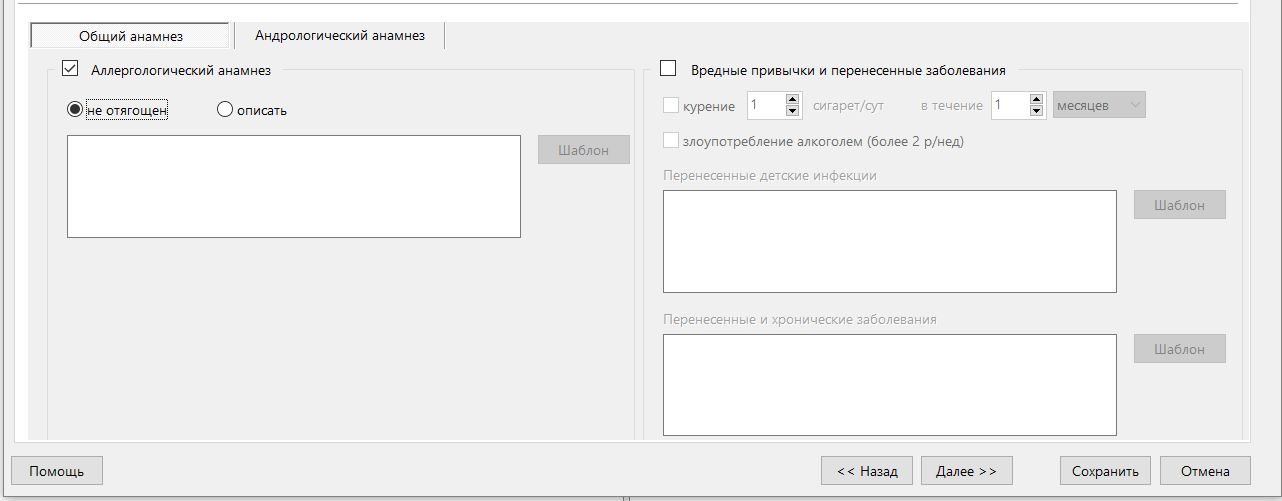 Общий анамнез
Андрологический анамнез
Аллергологический анамнез
не отягощен
описать
Шаблон
Вредные привычки и перенесенные заболевания
курение 1 сигарет/сут в течение 1 месяцев
злоупотребление алкоголем (более 2 р/нед)
Перенесенные детские инфекции
Шаблон
Перенесенные и хронические заболевания
Шаблон
Помощь
<< Назад
Далее >>
Сохранить
Отмена